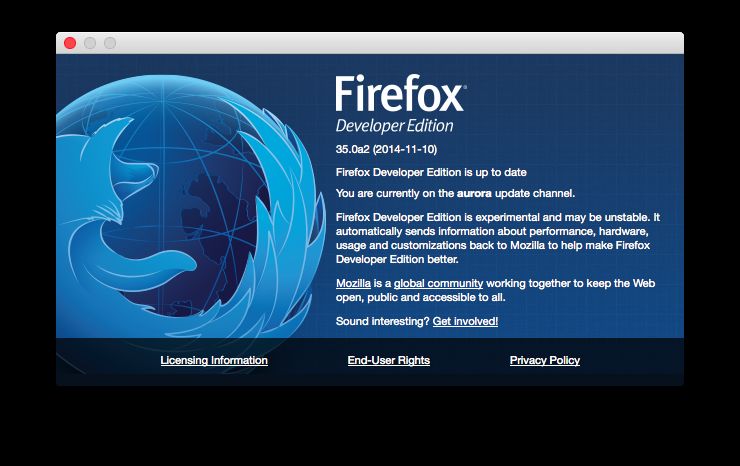 Firefox
Developer Edition
35.0a2 (2014-11-10)
Firefox Developer Edition is up to date
You are currently on the aurora update channel.
Firefox Developer Edition is experimental and may be unstable. It
automatically sends information about performance, hardware,
usage and customizations back to Mozilla to help make Firefox
Developer Edition better.
Mozilla is a global community working together to keep the Web
open, public and accessible to all.
Sound interesting? Get involved!
Licensing Information End-User Rights Privacy Policy